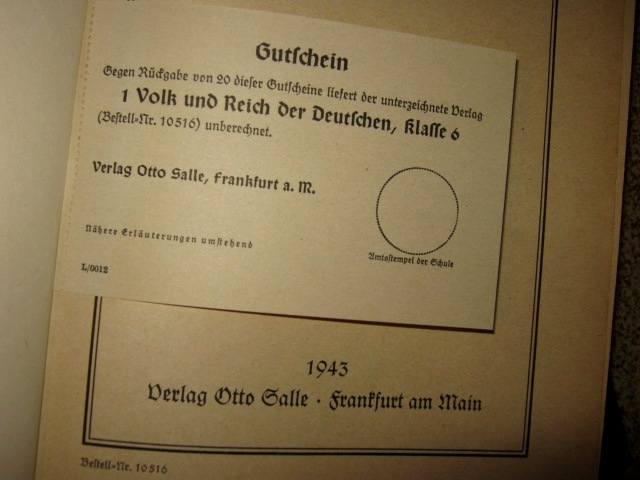 Gutschein
Gegen Rückgabe von 20 dieser Gutscheine liefert der unterzeichnete Verlag
1 Volk und Reich der Deutschen, Klasse 6
(Bestell=Nr. 10516) unberechnet.
Verlag Otto Salle, Frankfurt a. M.
Amtsstempel der Schule
Nähere Erläuterungen umstehend
L/0012
1943
Verlag Otto Salle · Frankfurt am Main
Bestell=Nr. 10516